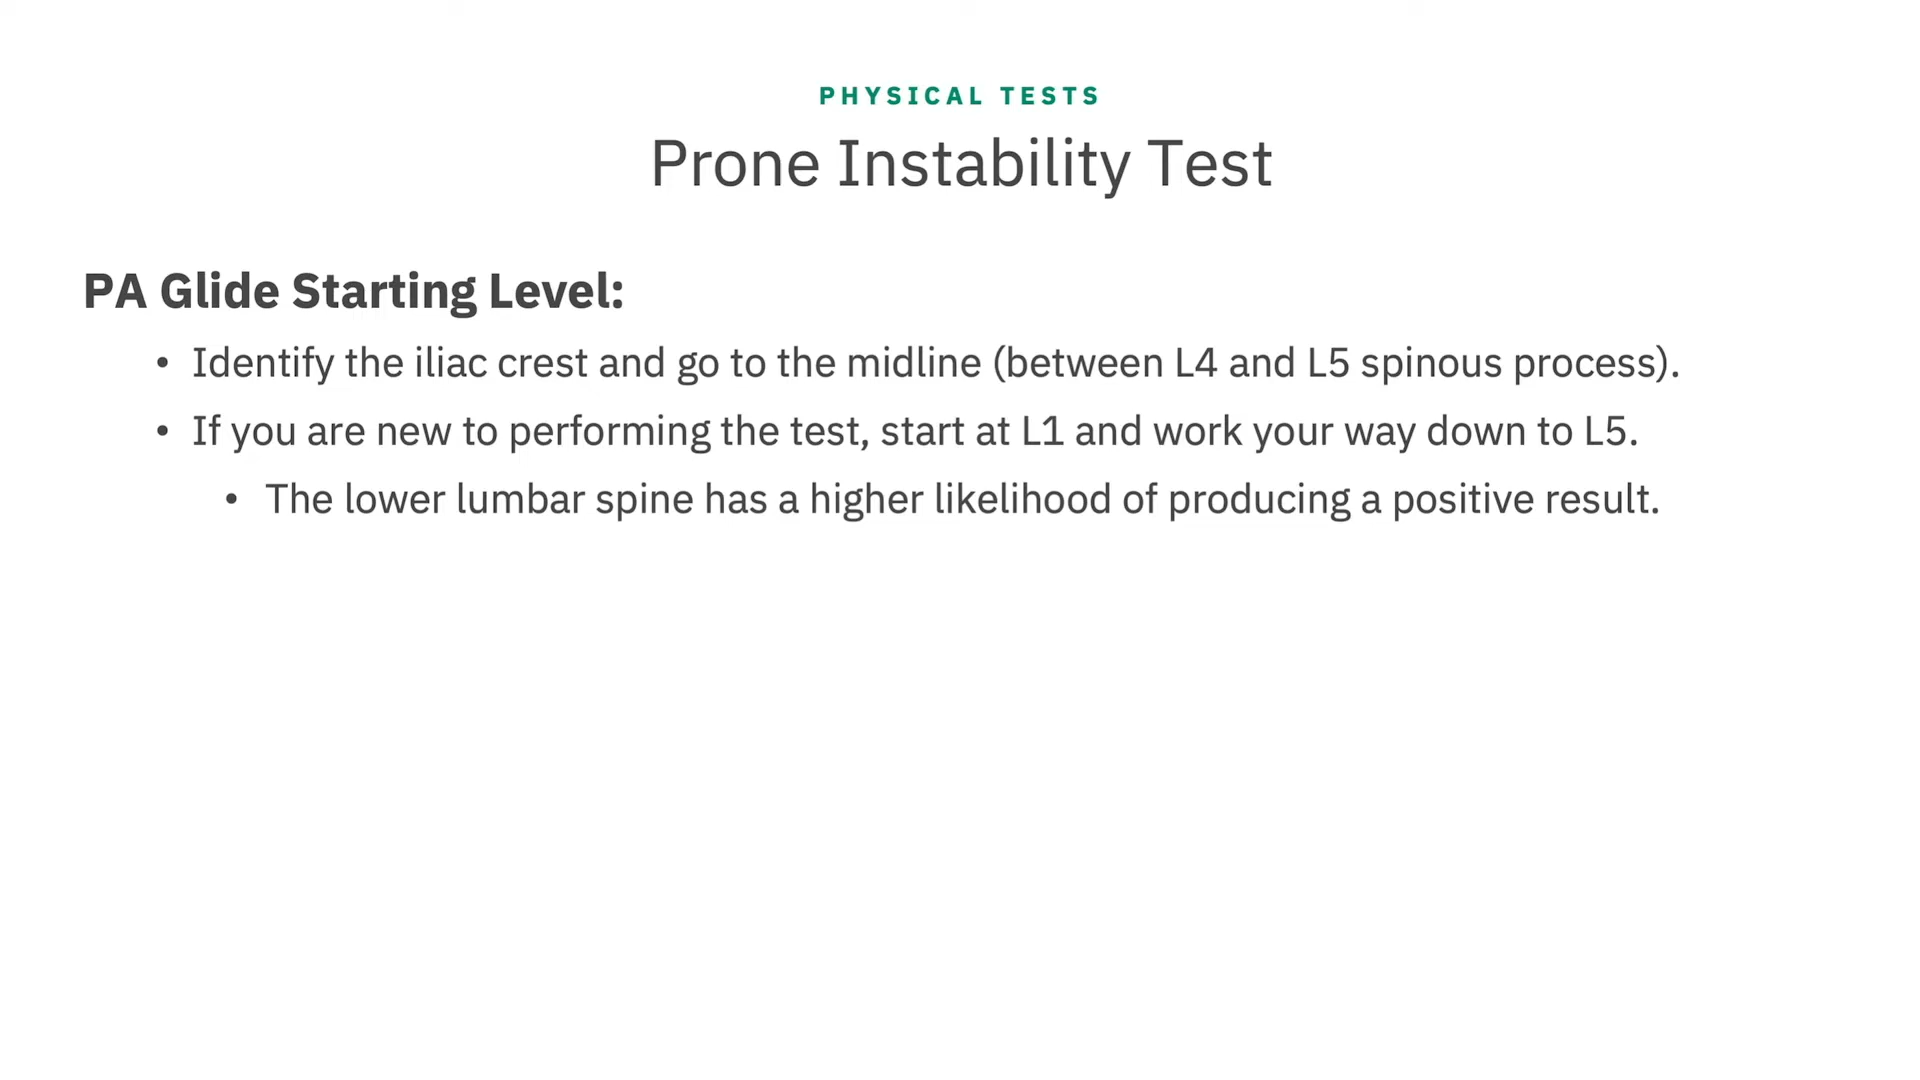 PHYSICAL TESTS
Prone Instability Test
PA Glide Starting Level:
• Identify the iliac crest and go to the midline (between L4 and L5 spinous process).
• If you are new to performing the test, start at L1 and work your way down to L5.
• The lower lumbar spine has a higher likelihood of producing a positive result.